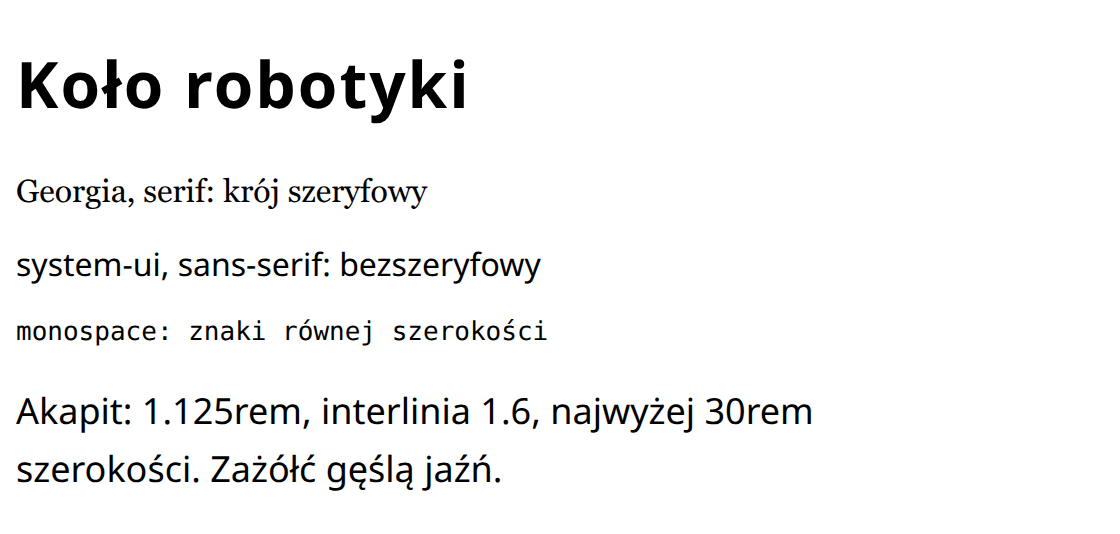 Koło robotyki
Georgia, serif: krój szeryfowy
system-ui, sans-serif: bezszeryfowy
monospace: znaki równej szerokości
Akapit: 1.125rem, interlinia 1.6, najwyżej 30rem
szerokości. Zażółć gęślą jaźń.